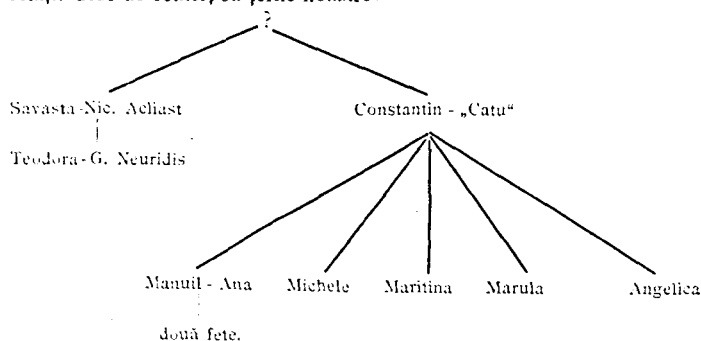 ?
Savasta-Nic. Acliast Constantin - „Catu“
Teodora-G. Neuridis
Manuil - Ana Michele Maritina Marula Angelica
două fete.